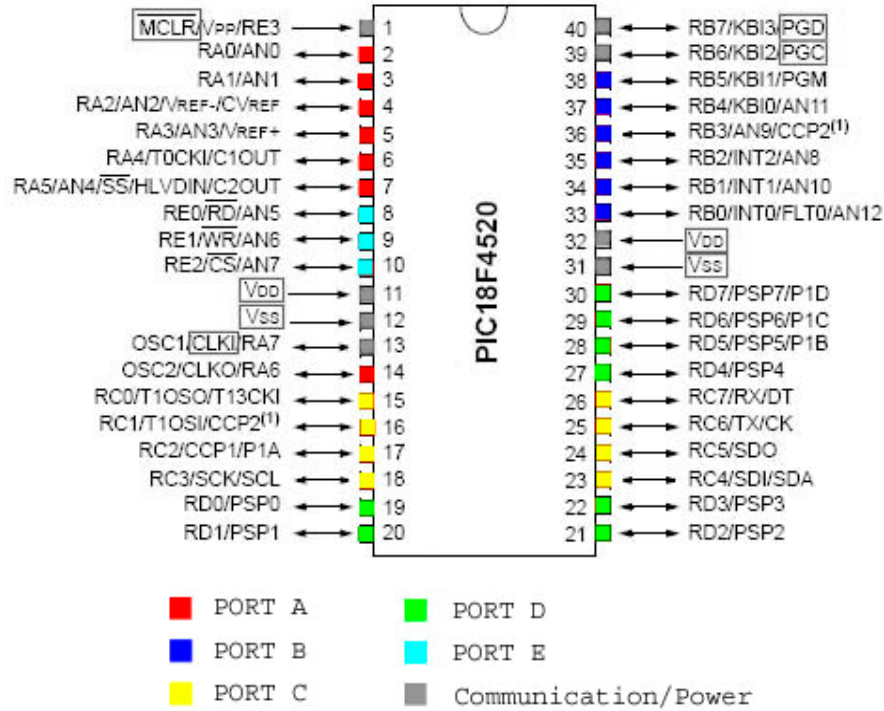 MCLR/VPP/RE3 1
RA0/AN0 2
RA1/AN1 3
RA2/AN2/VREF-/CVREF 4
RA3/AN3/VREF+ 5
RA4/T0CKI/C1OUT 6
RA5/AN4/SS/HLVDIN/C2OUT 7
RE0/RD/AN5 8
RE1/WR/AN6 9
RE2/CS/AN7 10
VDD 11
VSS 12
OSC1/CLKI/RA7 13
OSC2/CLKO/RA6 14
RC0/T1OSO/T13CKI 15
RC1/T1OSI/CCP2(1) 16
RC2/CCP1/P1A 17
RC3/SCK/SCL 18
RD0/PSP0 19
RD1/PSP1 20
PIC18F4520
40 RB7/KBI3/PGD
39 RB6/KBI2/PGC
38 RB5/KBI1/PGM
37 RB4/KBI0/AN11
36 RB3/AN9/CCP2(1)
35 RB2/INT2/AN8
34 RB1/INT1/AN10
33 RB0/INT0/FLT0/AN12
32 VDD
31 VSS
30 RD7/PSP7/P1D
29 RD6/PSP6/P1C
28 RD5/PSP5/P1B
27 RD4/PSP4
26 RC7/RX/DT
25 RC6/TX/CK
24 RC5/SDO
23 RC4/SDI/SDA
22 RD3/PSP3
21 RD2/PSP2
PORT A
PORT B
PORT C
PORT D
PORT E
Communication/Power